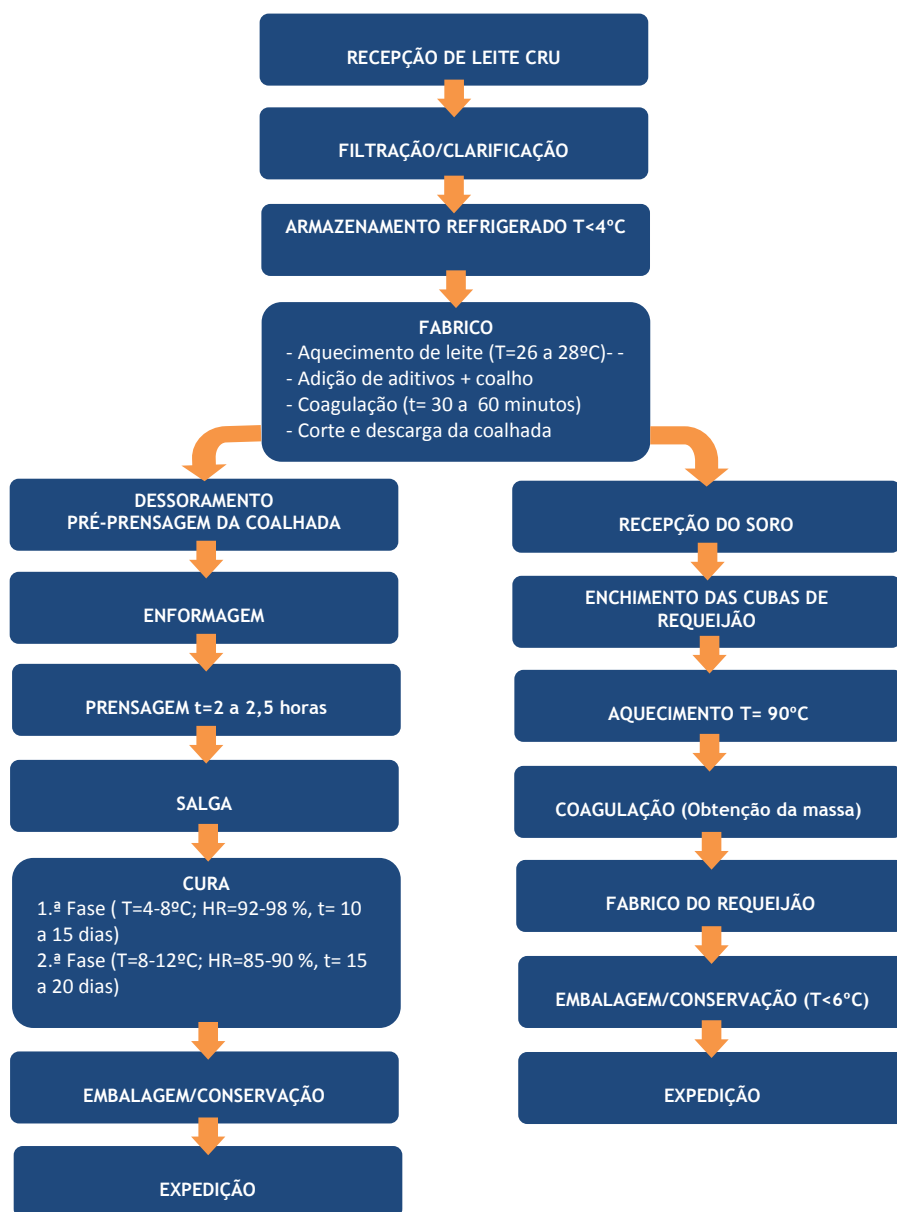 RECEPÇÃO DE LEITE CRU
FILTRAÇÃO/CLARIFICAÇÃO
ARMAZENAMENTO REFRIGERADO T<4ºC
FABRICO
- Aquecimento de leite (T=26 a 28ºC)- -
- Adição de aditivos + coalho
- Coagulação (t= 30 a  60 minutos)
- Corte e descarga da coalhada
DESSORAMENTO
PRÉ-PRENSAGEM DA COALHADA
ENFORMAGEM
PRENSAGEM t=2 a 2,5 horas
SALGA
CURA
1.ª Fase ( T=4-8ºC; HR=92-98 %, t= 10
a 15 dias)
2.ª Fase (T=8-12ºC; HR=85-90 %, t= 15
a 20 dias)
EMBALAGEM/CONSERVAÇÃO
EXPEDIÇÃO
RECEPÇÃO DO SORO
ENCHIMENTO DAS CUBAS DE
REQUEIJÃO
AQUECIMENTO T= 90ºC
COAGULAÇÃO (Obtenção da massa)
FABRICO DO REQUEIJÃO
EMBALAGEM/CONSERVAÇÃO (T<6ºC)
EXPEDIÇÃO